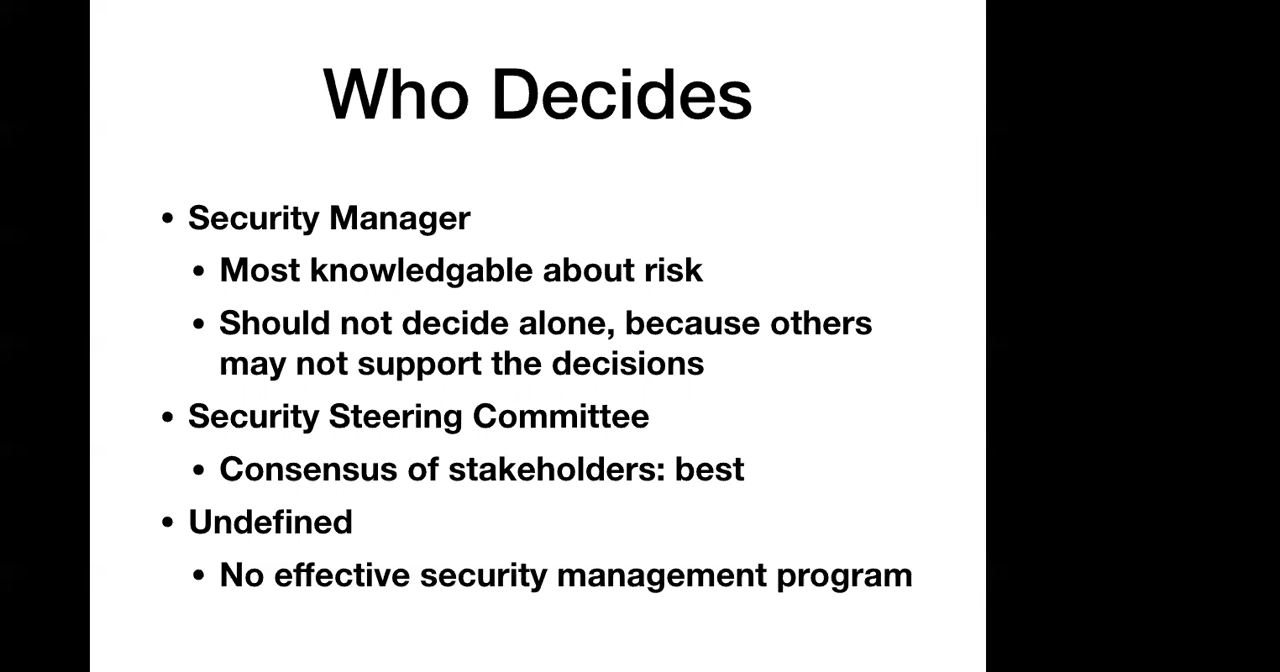 Who Decides
• Security Manager
• Most knowledgable about risk
• Should not decide alone, because others
may not support the decisions
• Security Steering Committee
• Consensus of stakeholders: best
• Undefined
• No effective security management program